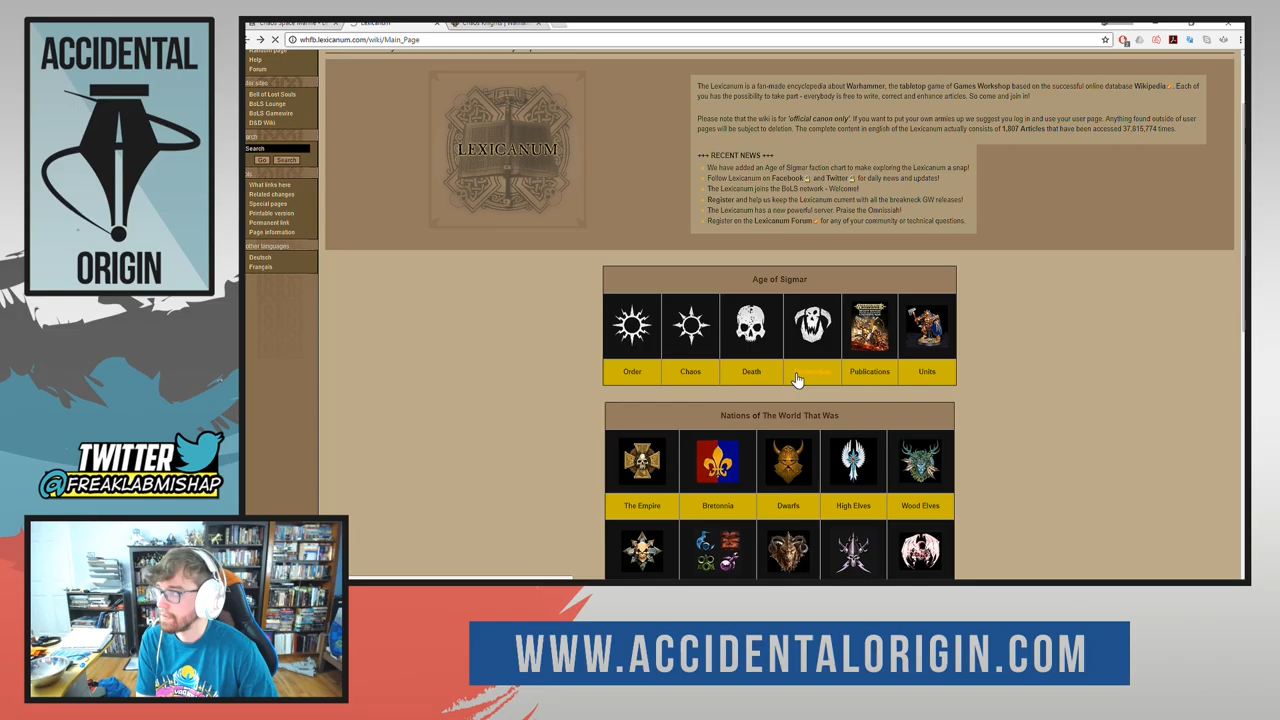 ACCIDENTAL
ORIGIN
TWITTER
@FREAKLABMISHAP
WWW.ACCIDENTALORIGIN.COM
Chaos Space Marine -
Lexicanum
Chaos Knights |
whfb.lexicanum.com/wiki/Main_Page
Random page
Help
Forum
Bell of Lost Souls
BoLS Lounge
BoLS Gamewire
D&D Wiki
Search
Go
Search
What links here
Related changes
Special pages
Printable version
Permanent link
Page information
other languages
Deutsch
Français
LEXICANUM
The Lexicanum is a fan-made encyclopedia about Warhammer, the tabletop game of Games Workshop based on the successful online database Wikipedia . Each of
you has the possibility to take part - everybody is free to write, correct and enhance articles. So come and join in!
Please note that the wiki is for 'official canon only'. If you want to put your own armies up we suggest you log in and use your user page. Anything found outside of user
pages will be subject to deletion. The complete content in english of the Lexicanum actually consists of 1,807 Articles that have been accessed 37,815,774 times.
+++ RECENT NEWS +++
We have added an Age of Sigmar faction chart to make exploring the Lexicanum a snap!
Follow Lexicanum on Facebook and Twitter for daily news and updates!
The Lexicanum joins the BoLS network - Welcome!
Register and help us keep the Lexicanum current with all the breakneck GW releases!
The Lexicanum has a new powerful server. Praise the Omnissiah!
Register on the Lexicanum Forum for any of your community or technical questions.
Age of Sigmar
Order
Chaos
Death
Publications
Units
Nations of The World That Was
The Empire
Bretonnia
Dwarfs
High Elves
Wood Elves